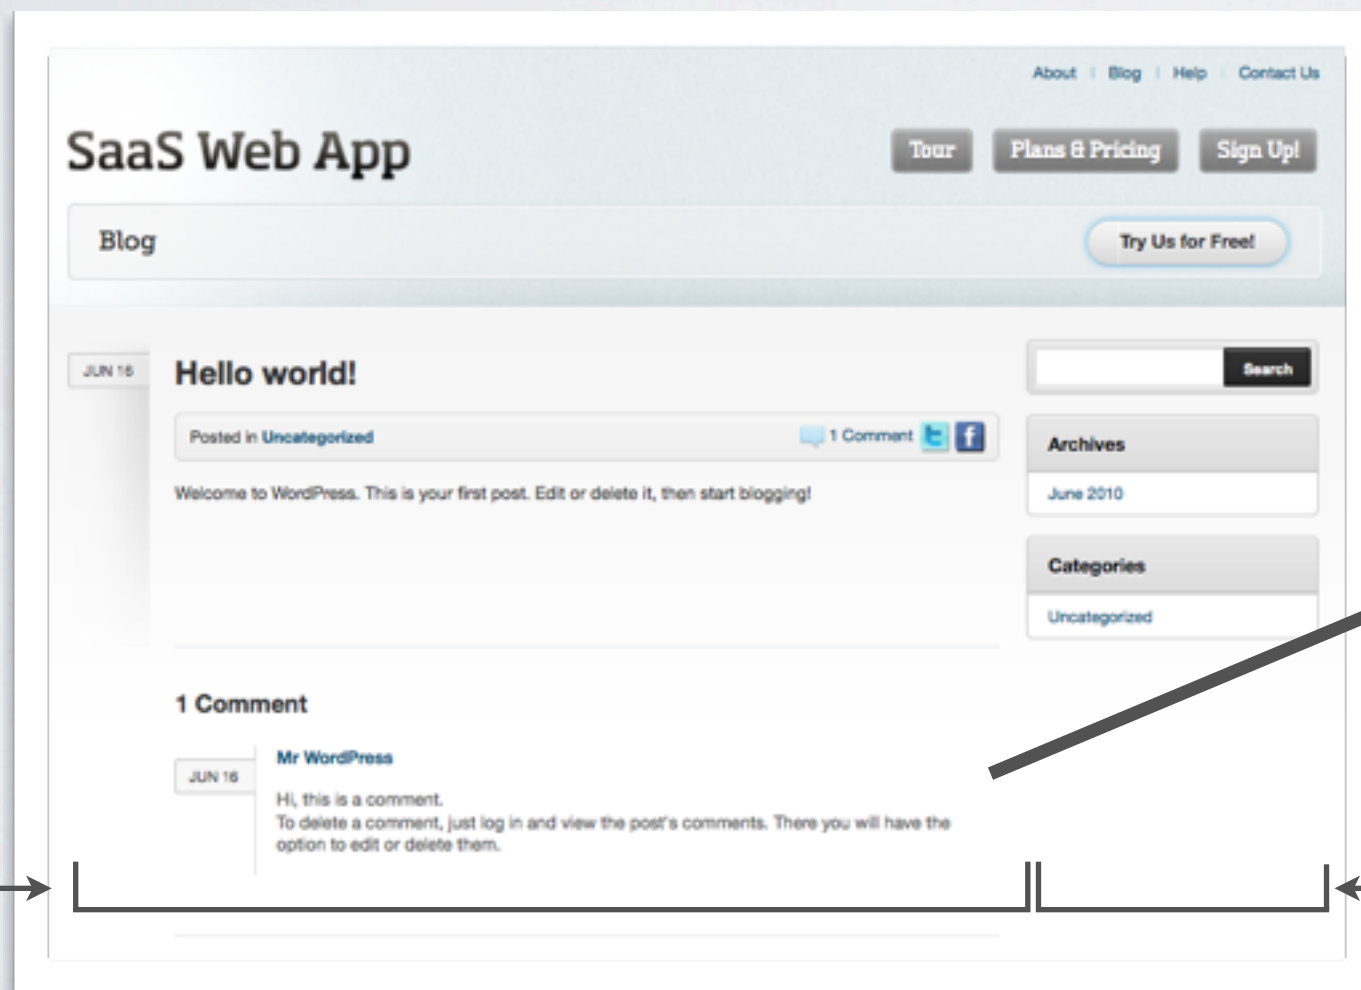 About | Blog | Help | Contact Us
SaaS Web App
Tour
Plans & Pricing
Sign Up!
Blog
Try Us for Free!
JUN 16
Hello world!
Search
Posted in Uncategorized
1 Comment
Archives
Welcome to WordPress. This is your first post. Edit or delete it, then start blogging!
June 2010
Categories
Uncategorized
1 Comment
Mr WordPress
JUN 16
Hi, this is a comment.
To delete a comment, just log in and view the post's comments. There you will have the
option to edit or delete them.